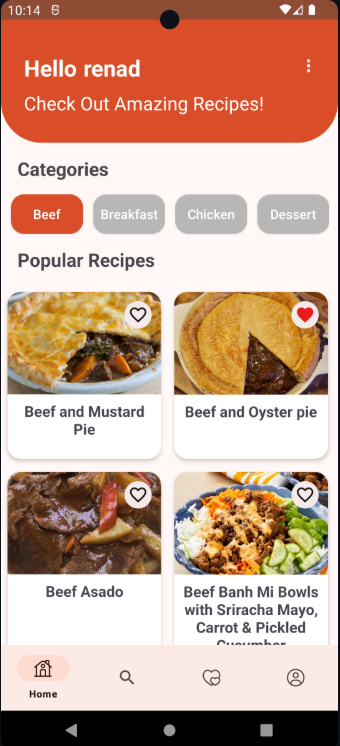 10:14
Hello renad
Check Out Amazing Recipes!
Categories
Beef
Breakfast
Chicken
Dessert
Popular Recipes
Beef and Mustard
Pie
Beef and Oyster pie
Beef Asado
Beef Banh Mi Bowls
with Sriracha Mayo,
Carrot & Pickled
Cucumber
Home